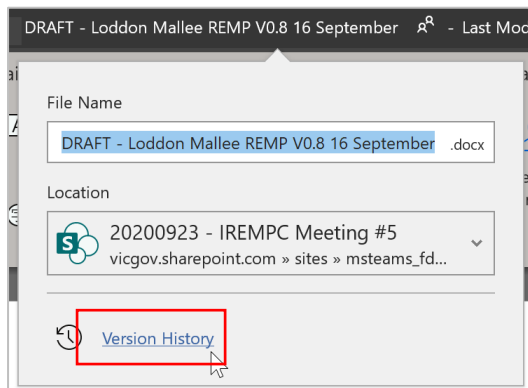 DRAFT - Loddon Mallee REMP V0.8 16 September - Last Mod
File Name
DRAFT - Loddon Mallee REMP V0.8 16 September .docx
Location
20200923 - IREMPC Meeting #5
vicgov.sharepoint.com » sites » msteams_fd...
Version History